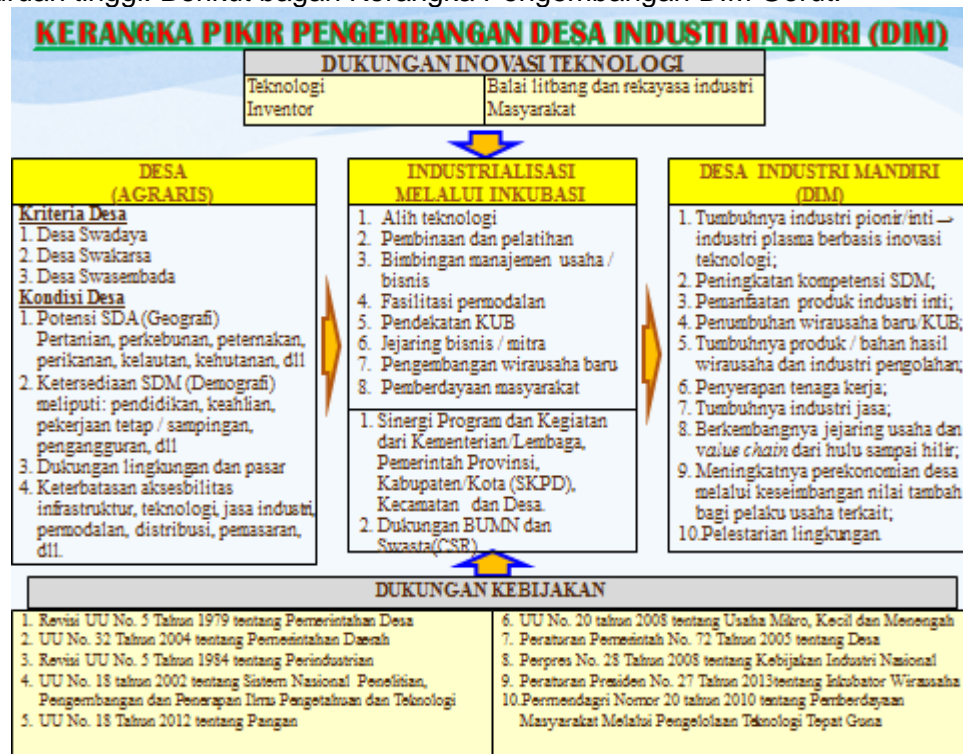 KERANGKA PIKIR PENGEMBANGAN DESA INDUSTI MANDIRI (DIM)
DUKUNGAN INOVASI TEKNOLOGI
Teknologi
Inventor
Balai litbang dan rekayasa industri
Masyarakat
DESA
(AGRARIS)
Kriteria Desa
1. Desa Swadaya
2. Desa Swakarsa
3. Desa Swasembada
Kondisi Desa
1. Potensi SDA (Geografi)
Pertanian, perkebunan, peternakan,
perikanan, kelautan, kehutanan, dll
2. Ketersediaan SDM (Demografi)
meliputi: pendidikan, keahlian,
pekerjaan tetap / sampingan,
pengangguran, dll
3. Dukungan lingkungan dan pasar
4. Keterbatasan aksesbilitas
infrastruktur, teknologi, jasa industri,
permodalan, distribusi, pemasaran,
dll.
INDUSTRIALISASI
MELALUI INKUBASI
1. Alih teknologi
2. Pembinaan dan pelatihan
3. Bimbingan manajemen usaha /
bisnis
4. Fasilitasi permodalan
5. Pendekatan KUB
6. Jejaring bisnis / mitra
7. Pengembangan wirausaha baru
8. Pemberdayaan masyarakat
1. Sinergi Program dan Kegiatan
dari Kementerian/Lembaga,
Pemerintah Provinsi,
Kabupaten/Kota (SKPD),
Kecamatan dan Desa.
2. Dukungan BUMN dan
Swasta(CSR)
DESA INDUSTRI MANDIRI
(DIM)
1. Tumbuhnya industri pionir/inti →
industri plasma berbasis inovasi
teknologi;
2. Peningkatan kompetensi SDM;
3. Pemanfaatan produk industri inti;
4. Penumbuhan wirausaha baru/KUB;
5. Tumbuhnya produk / bahan hasil
wirausaha dan industri pengolahan;
6. Penyerapan tenaga kerja;
7. Tumbuhnya industri jasa;
8. Berkembangnya jejaring usaha dan
value chain dari hulu sampai hilir;
9. Meningkatnya perekonomian desa
melalui keseimbangan nilai tambah
bagi pelaku usaha terkait;
10.Pelestarian lingkungan
DUKUNGAN KEBIJAKAN
1. Revisi UU No. 5 Tahun 1979 tentang Pemerintahan Desa
2. UU No. 32 Tahun 2004 tentang Pemerintahan Daerah
3. Revisi UU No. 5 Tahun 1984 tentang Perindustrian
4. UU No. 18 tahun 2002 tentang Sistem Nasional Penelitian,
Pengembangan dan Penerapan Ilmu Pengetahuan dan Teknologi
5. UU No. 18 Tahun 2012 tentang Pangan
6. UU No. 20 tahun 2008 tentang Usaha Mikro, Kecil dan Menengah
7. Peraturan Pemerintah No. 72 Tahun 2005 tentang Desa
8. Perpres No. 28 Tahun 2008 tentang Kebijakan Industri Nasional
9. Peraturan Presiden No. 27 Tahun 2013tentang Inkubator Wirausaha
10.Permendagri Nomor 20 tahun 2010 tentang Pemberdayaan
Masyarakat Melalui Pengelolaan Teknologi Tepat Guna